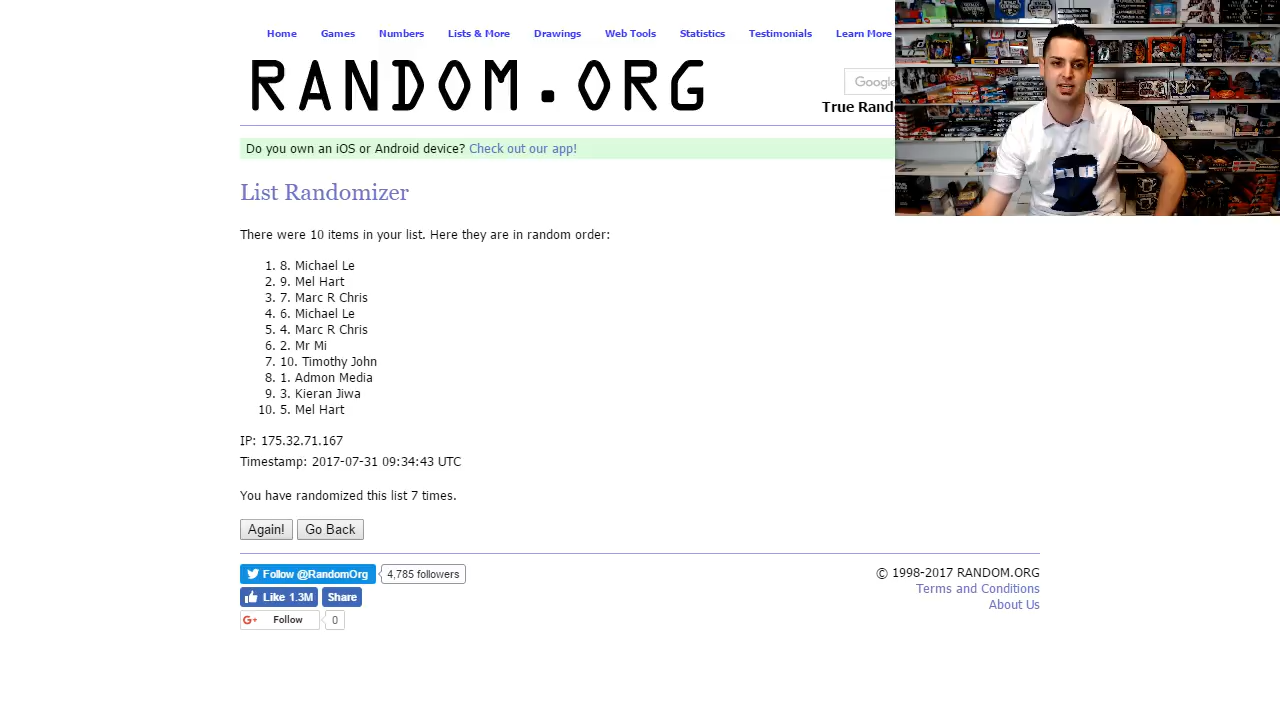 Home Games Numbers Lists & More Drawings Web Tools Statistics Testimonials Learn More
RANDOM.ORG
Google
True Rand
Do you own an iOS or Android device? Check out our app!
List Randomizer
There were 10 items in your list. Here they are in random order:
1. 8. Michael Le
2. 9. Mel Hart
3. 7. Marc R Chris
4. 6. Michael Le
5. 4. Marc R Chris
6. 2. Mr Mi
7. 10. Timothy John
8. 1. Admon Media
9. 3. Kieran Jiwa
10. 5. Mel Hart
IP: 175.32.71.167
Timestamp: 2017-07-31 09:34:43 UTC
You have randomized this list 7 times.
Again! Go Back
Follow @RandomOrg 4,785 followers
Like 1.3M Share
G+ Follow 0
© 1998-2017 RANDOM.ORG
Terms and Conditions
About Us